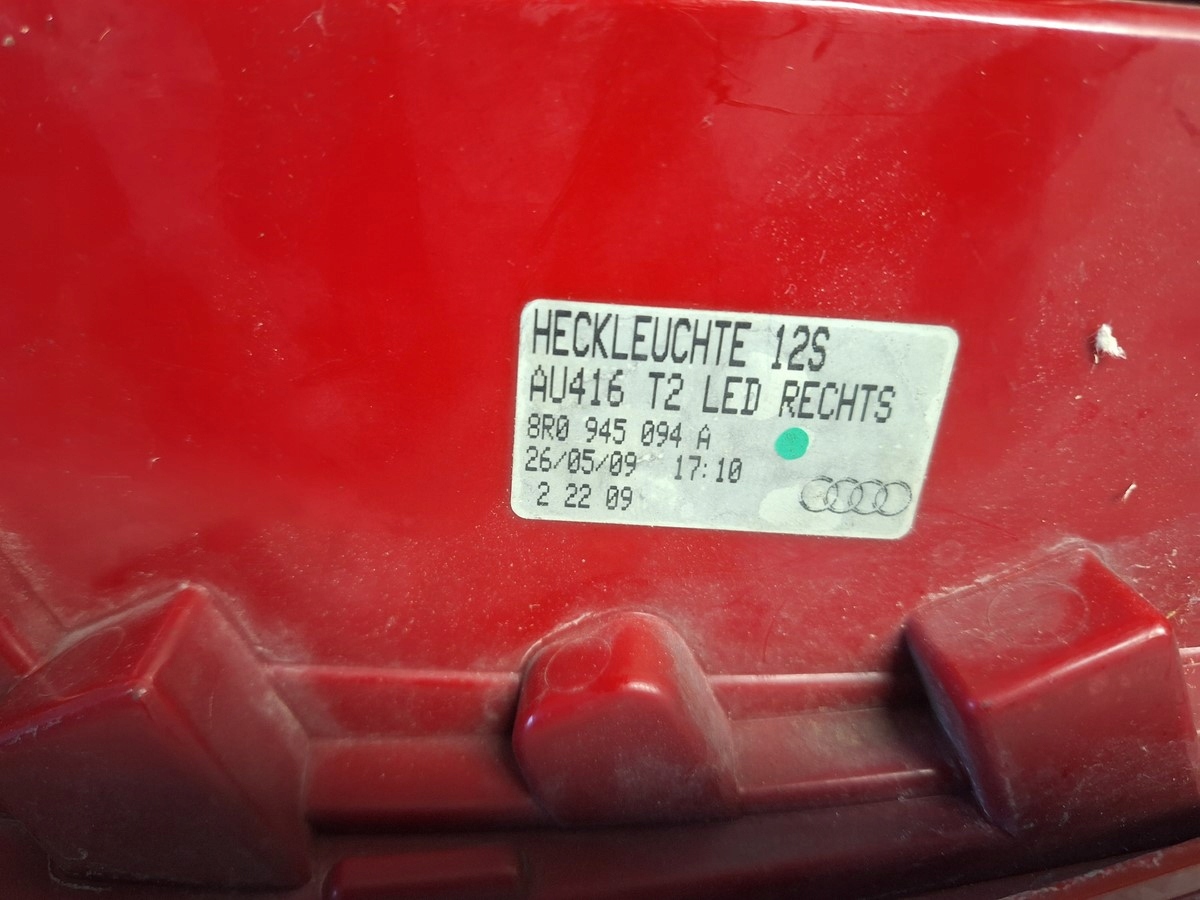 HECKLEUCHTE 12S
AU416 T2 LED RECHTS
8R0 945 094 A
26/05/09 17:10
2 22 09